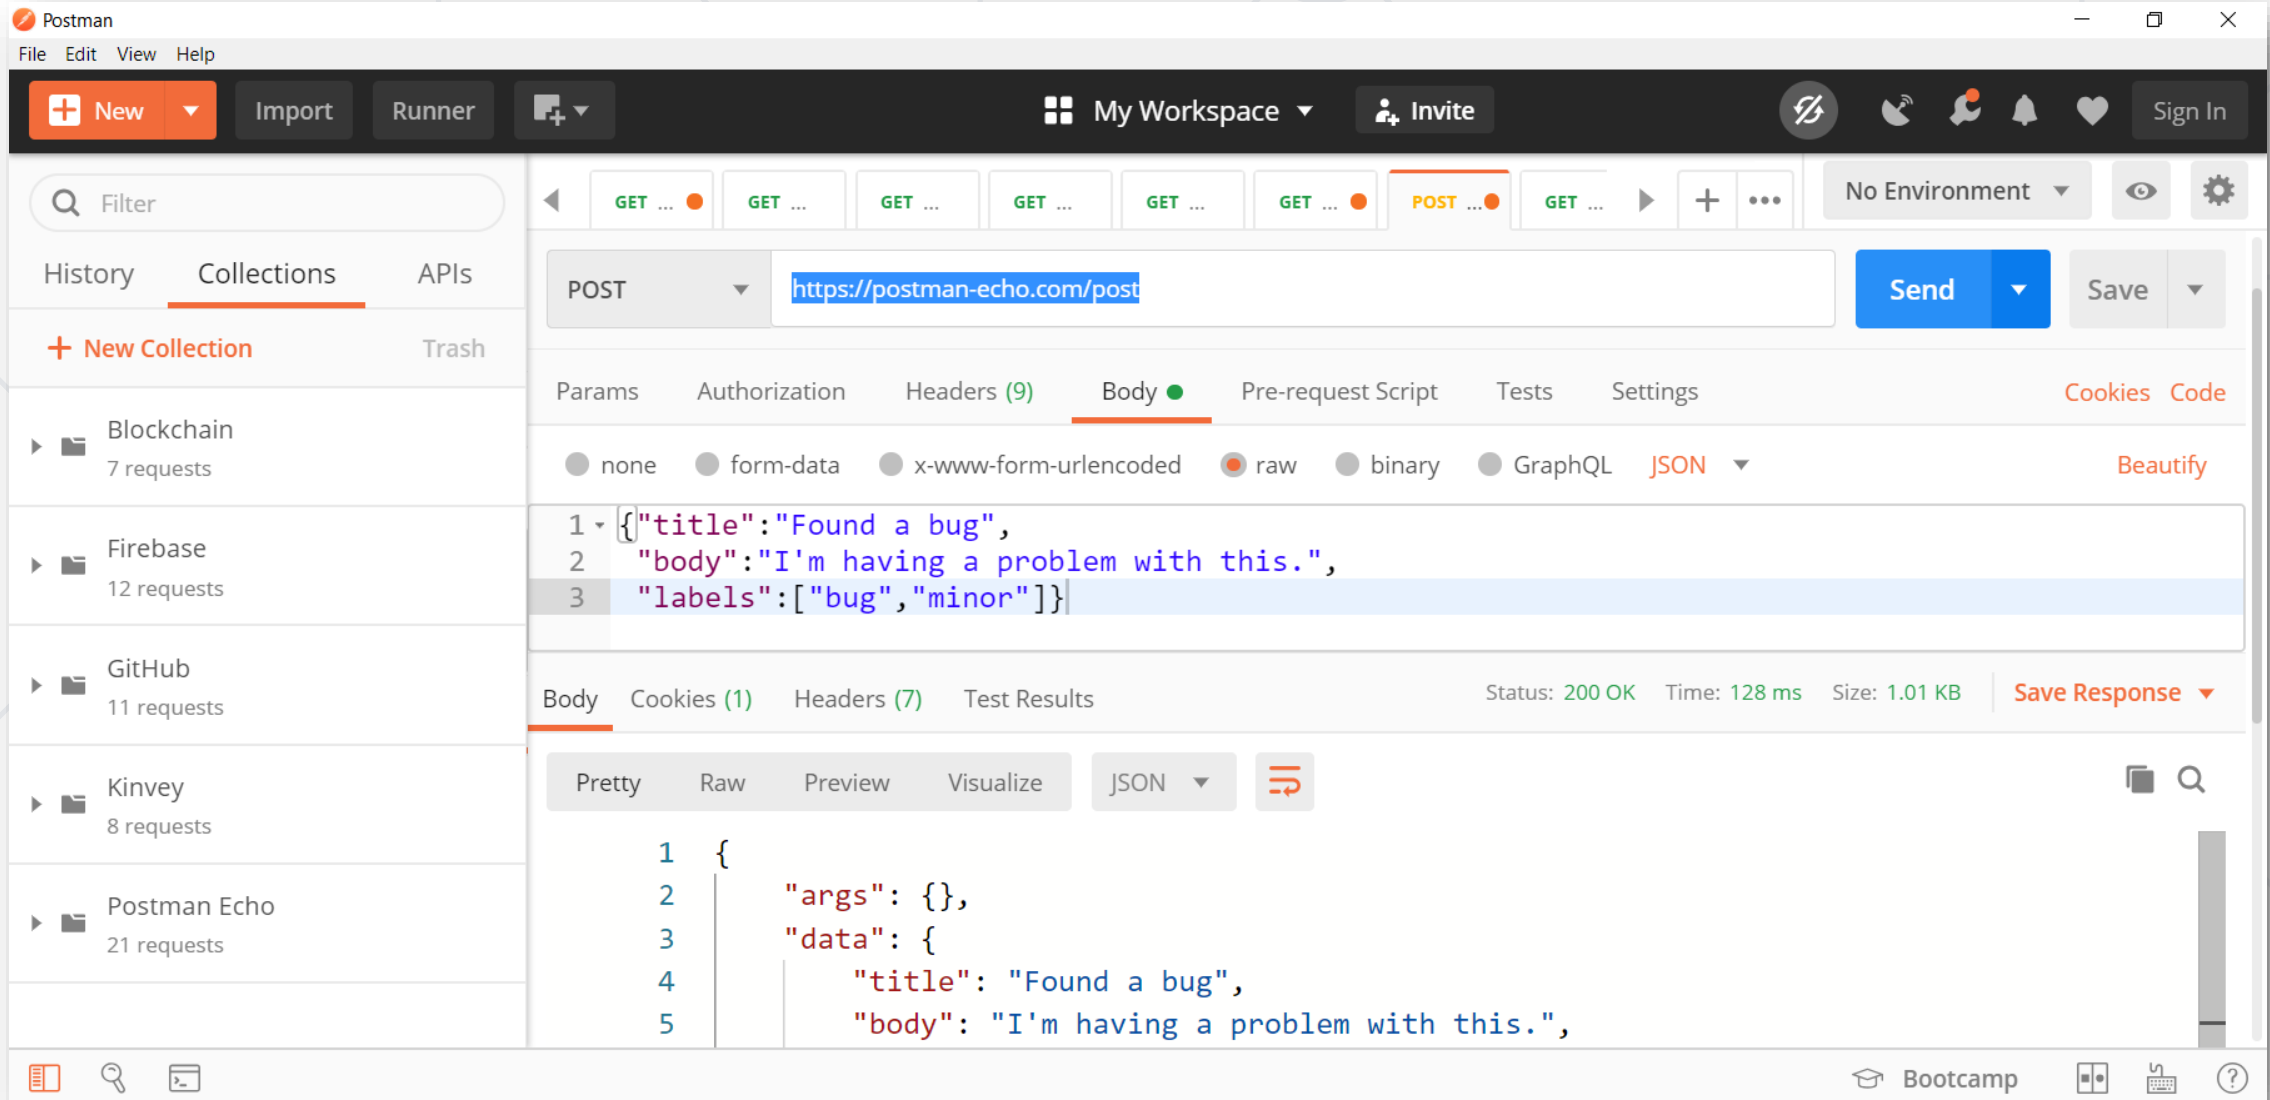 Postman
File Edit View Help
New Import Runner My Workspace Invite Sign In
Filter
History Collections APIs
New Collection Trash
Blockchain
7 requests
Firebase
12 requests
GitHub
11 requests
Kinvey
8 requests
Postman Echo
21 requests
GET ... GET ... GET ... GET ... GET ... GET ... POST ... GET ... No Environment
POST https://postman-echo.com/post Send Save
Params Authorization Headers (9) Body Pre-request Script Tests Settings Cookies Code
none form-data x-www-form-urlencoded raw binary GraphQL JSON Beautify
1 {"title":"Found a bug",
2 "body":"I'm having a problem with this.",
3 "labels":["bug","minor"]}
Body Cookies (1) Headers (7) Test Results Status: 200 OK Time: 128 ms Size: 1.01 KB Save Response
Pretty Raw Preview Visualize JSON
1 {
2 "args": {},
3 "data": {
4 "title": "Found a bug",
5 "body": "I'm having a problem with this.",
Bootcamp